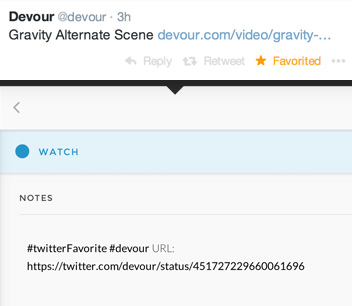 Devour @devour · 3h
Gravity Alternate Scene devour.com/video/gravity-...
Reply Retweet Favorited
WATCH
NOTES
#twitterFavorite #devour URL:
https://twitter.com/devour/status/451727229660061696